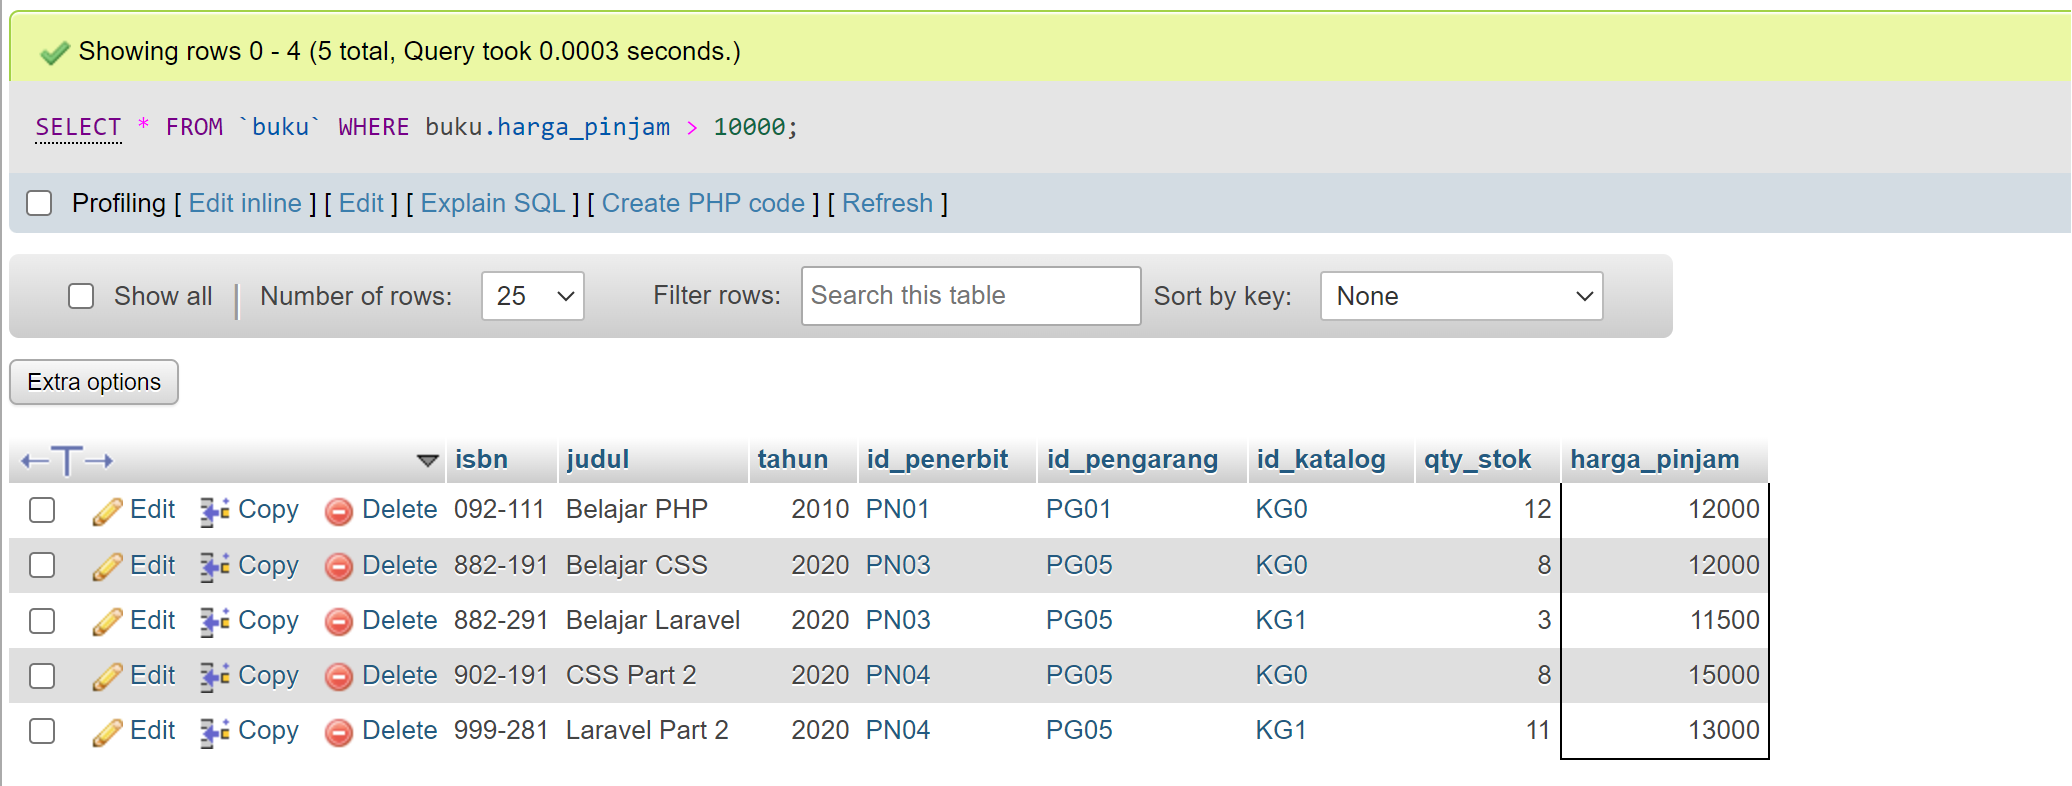 Showing rows 0 - 4 (5 total, Query took 0.0003 seconds.)
SELECT * FROM `buku` WHERE buku.harga_pinjam > 10000;
Profiling [ Edit inline ] [ Edit ] [ Explain SQL ] [ Create PHP code ] [ Refresh ]
Show all | Number of rows: 25 Filter rows: Search this table Sort by key: None
Extra options
←T→ isbn judul tahun id_penerbit id_pengarang id_katalog qty_stok harga_pinjam
Edit Copy Delete 092-111 Belajar PHP 2010 PN01 PG01 KG0 12 12000
Edit Copy Delete 882-191 Belajar CSS 2020 PN03 PG05 KG0 8 12000
Edit Copy Delete 882-291 Belajar Laravel 2020 PN03 PG05 KG1 3 11500
Edit Copy Delete 902-191 CSS Part 2 2020 PN04 PG05 KG0 8 15000
Edit Copy Delete 999-281 Laravel Part 2 2020 PN04 PG05 KG1 11 13000